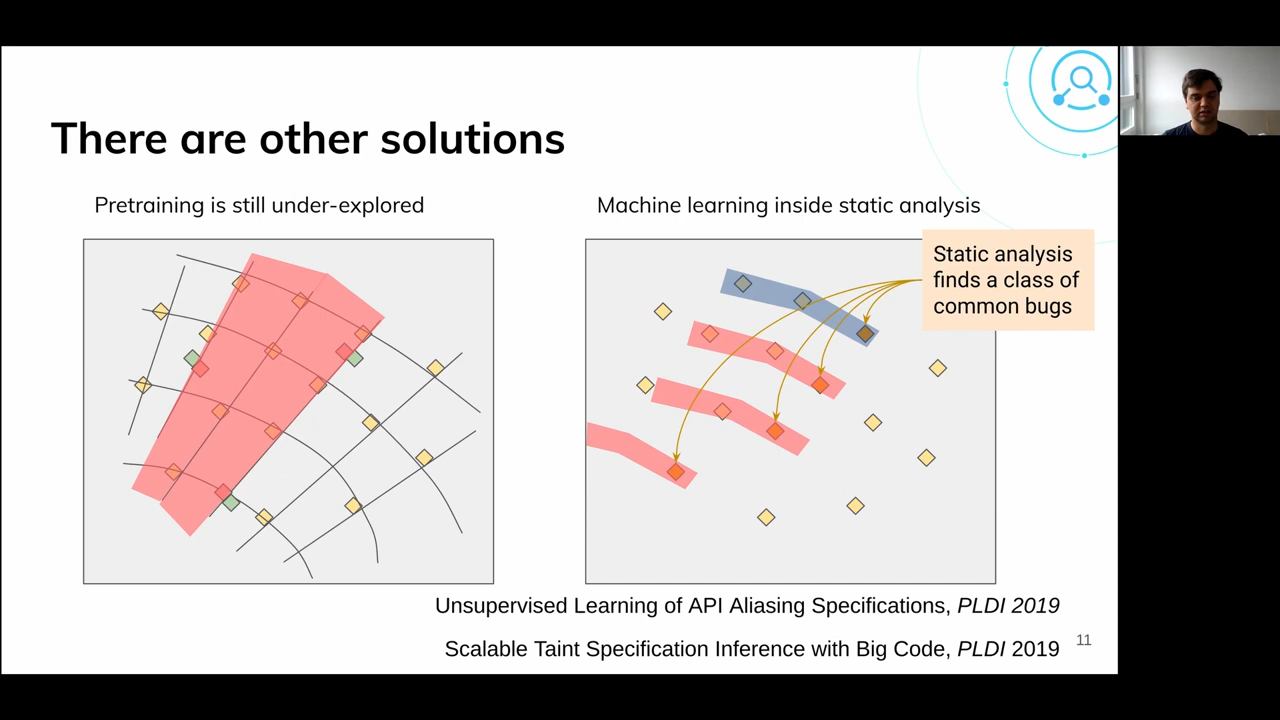 There are other solutions
Pretraining is still under-explored
Machine learning inside static analysis
Static analysis
finds a class of
common bugs
Unsupervised Learning of API Aliasing Specifications, PLDI 2019
Scalable Taint Specification Inference with Big Code, PLDI 2019
11